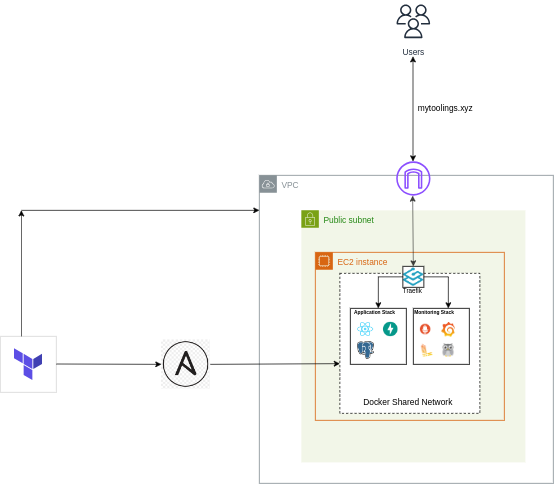 Users
mytoolings.xyz
VPC
Public subnet
EC2 instance
Traefik
Application Stack
Monitoring Stack
Docker Shared Network